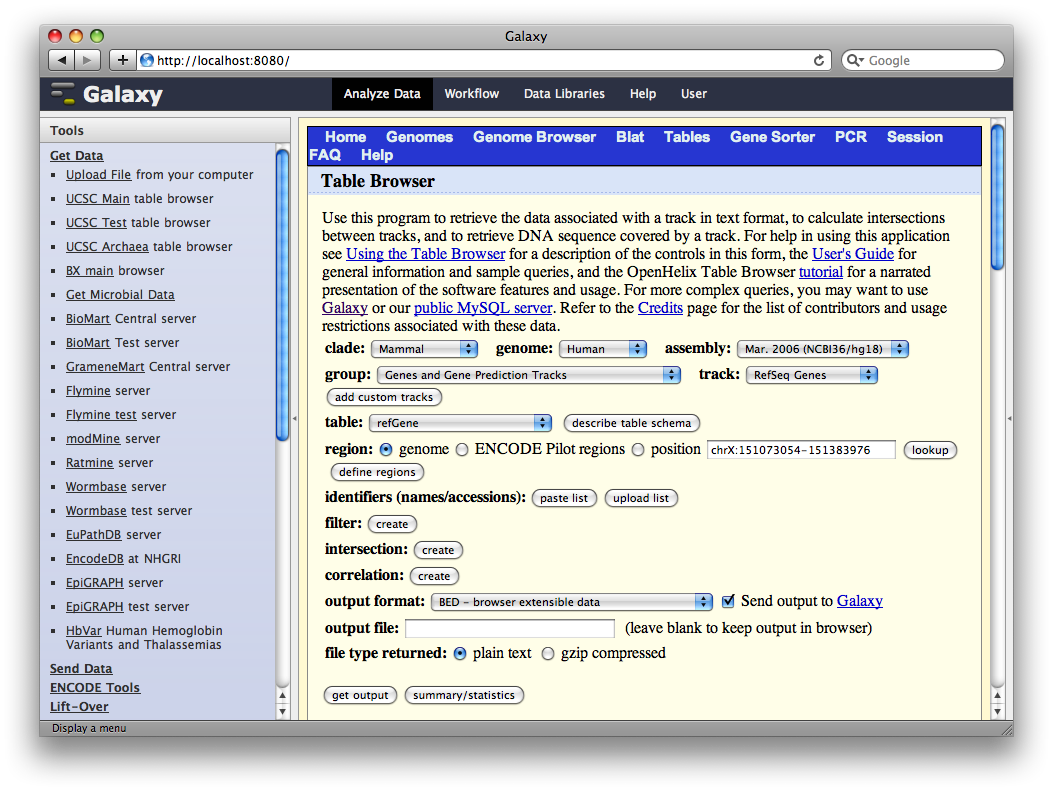 Galaxy
http://localhost:8080/
Google
Galaxy
Analyze Data Workflow Data Libraries Help User
Tools
Get Data
Upload File from your computer
UCSC Main table browser
UCSC Test table browser
UCSC Archaea table browser
BX main browser
Get Microbial Data
BioMart Central server
BioMart Test server
GrameneMart Central server
Flymine server
Flymine test server
modMine server
Ratmine server
Wormbase server
Wormbase test server
EuPathDB server
EncodeDB at NHGRI
EpiGRAPH server
EpiGRAPH test server
HbVar Human Hemoglobin
Variants and Thalassemias
Send Data
ENCODE Tools
Lift-Over
Home Genomes Genome Browser Blat Tables Gene Sorter PCR Session
FAQ Help
Table Browser
Use this program to retrieve the data associated with a track in text format, to calculate intersections
between tracks, and to retrieve DNA sequence covered by a track. For help in using this application
see Using the Table Browser for a description of the controls in this form, the User's Guide for
general information and sample queries, and the OpenHelix Table Browser tutorial for a narrated
presentation of the software features and usage. For more complex queries, you may want to use
Galaxy or our public MySQL server. Refer to the Credits page for the list of contributors and usage
restrictions associated with these data.
clade: Mammal genome: Human assembly: Mar. 2006 (NCBI36/hg18)
group: Genes and Gene Prediction Tracks track: RefSeq Genes
add custom tracks
table: refGene describe table schema
region: genome ENCODE Pilot regions position chrX:151073054-151383976 lookup
define regions
identifiers (names/accessions): paste list upload list
filter: create
intersection: create
correlation: create
output format: BED - browser extensible data Send output to Galaxy
output file: (leave blank to keep output in browser)
file type returned: plain text gzip compressed
get output summary/statistics
Display a menu